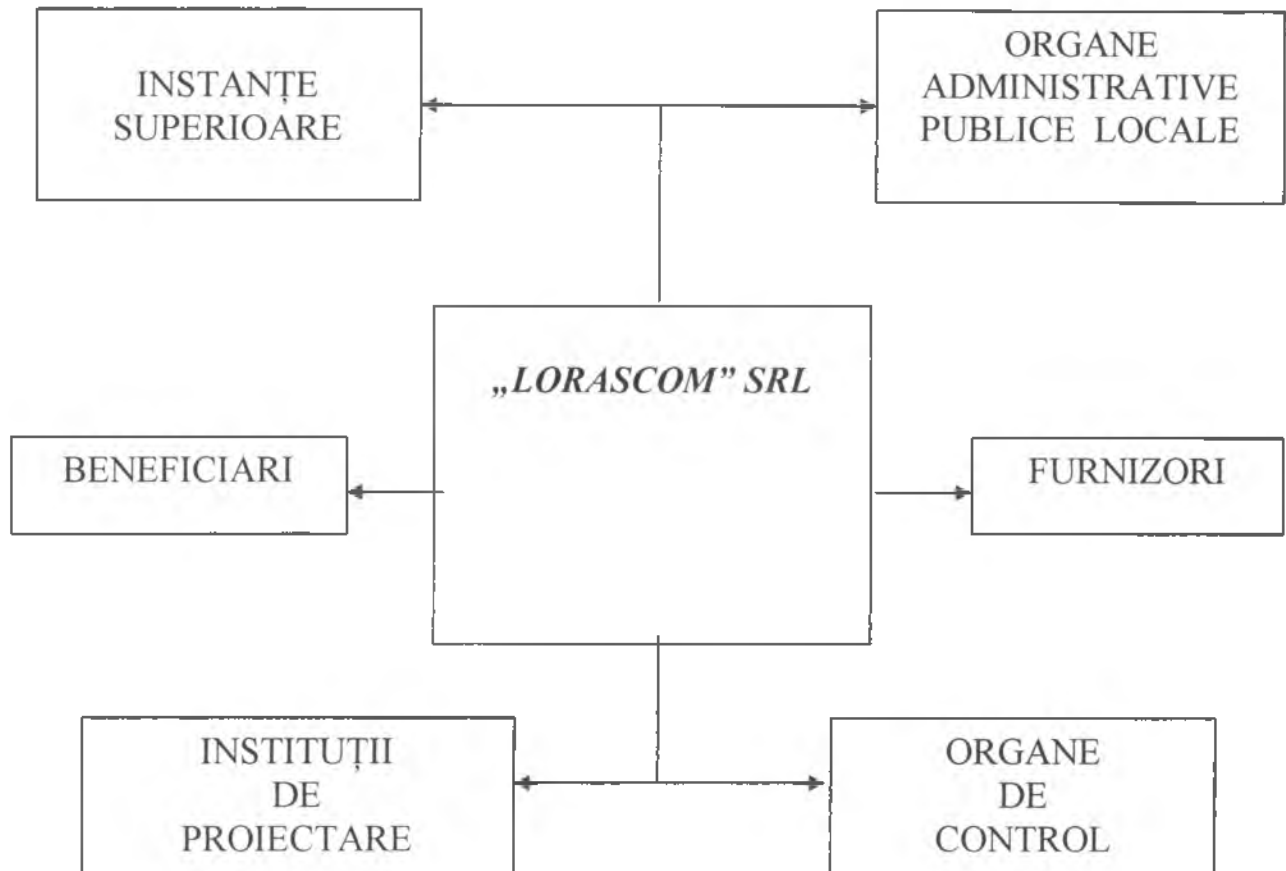 INSTANȚE
SUPERIOARE
ORGANE
ADMINISTRATIVE
PUBLICE LOCALE
„LORASCOM” SRL
BENEFICIARI
FURNIZORI
INSTITUȚII
DE
PROIECTARE
ORGANE
DE
CONTROL